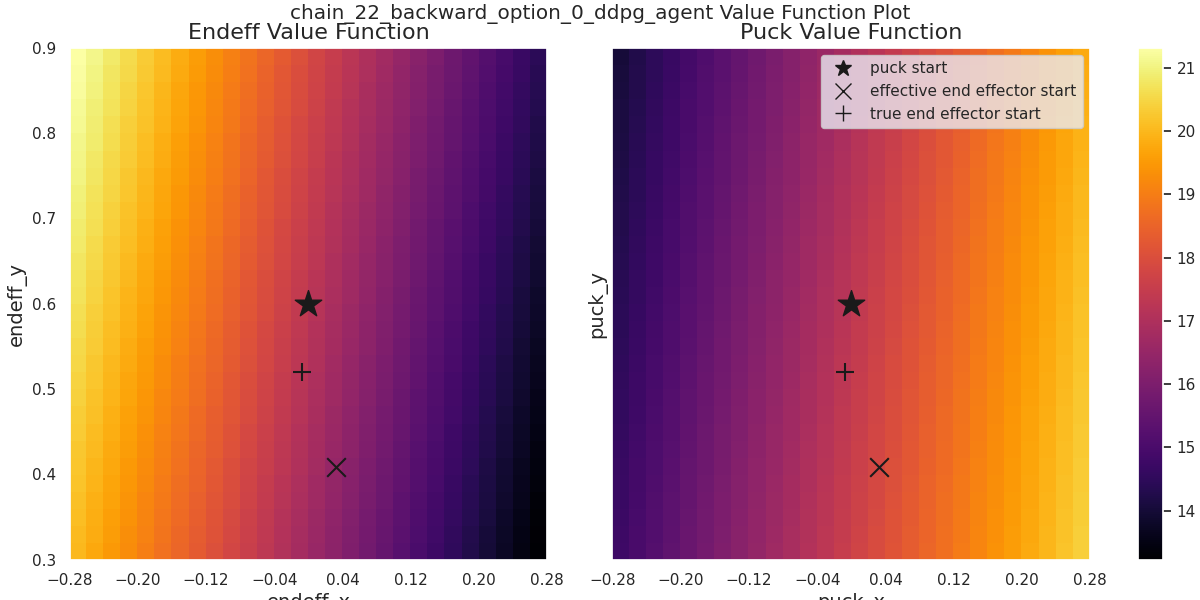 chain_22_backward_option_0_ddpg_agent Value Function Plot
Endeff Value Function
Puck Value Function
puck start
effective end effector start
true end effector start
endeff_y
0.9
0.8
0.7
0.6
0.5
0.4
0.3
−0.28 −0.20 −0.12 −0.04 0.04 0.12 0.20 0.28
endeff_x
puck_y
−0.28 −0.20 −0.12 −0.04 0.04 0.12 0.20 0.28
puck_x
21
20
19
18
17
16
15
14